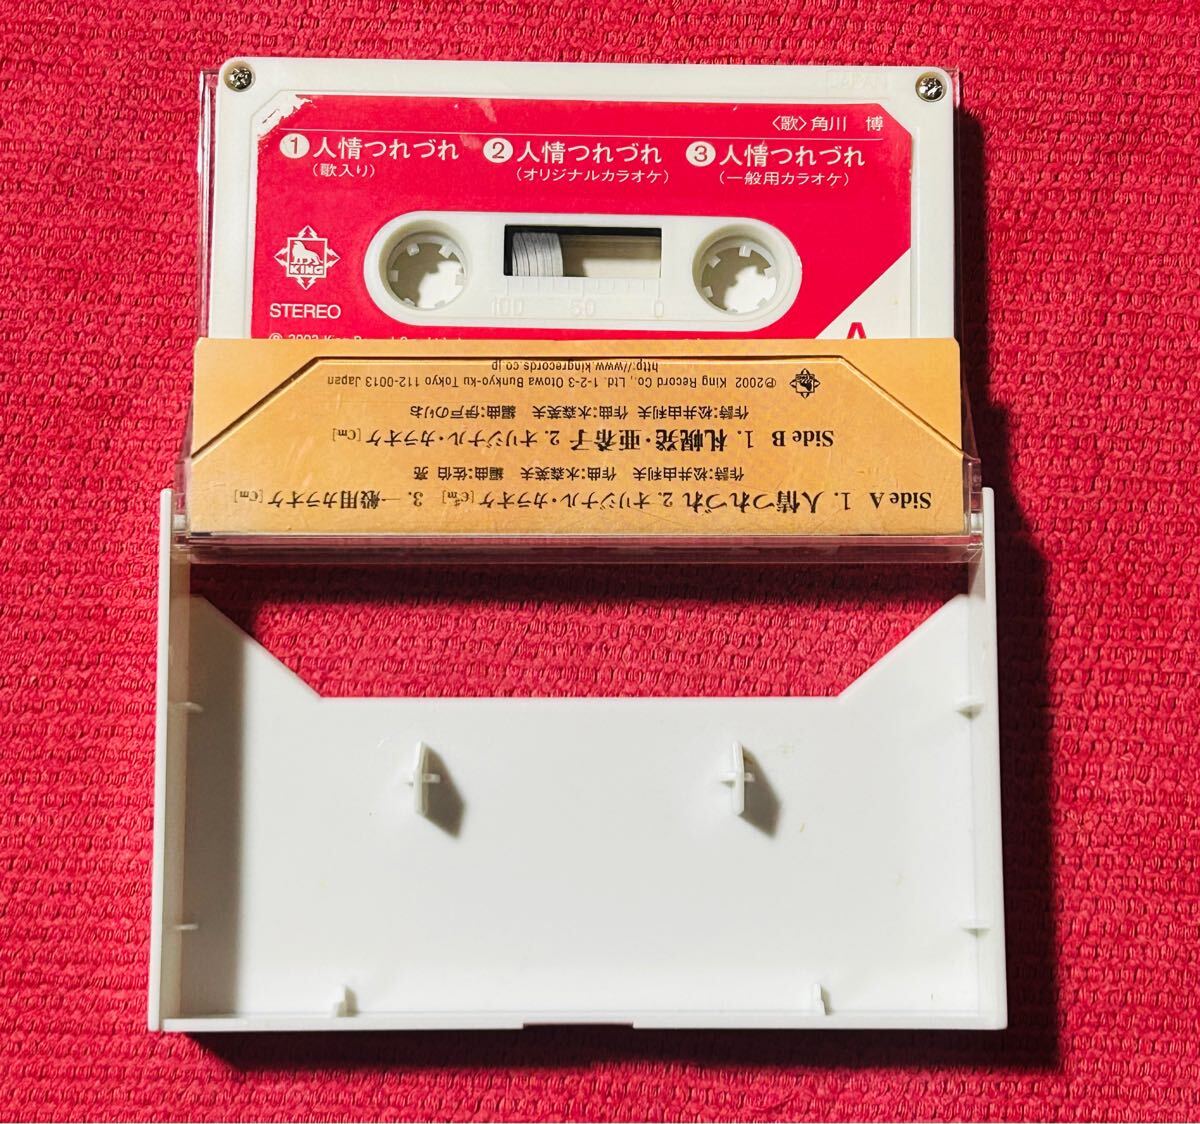 〈歌〉角川 博
① 人情つれづれ ② 人情つれづれ ③ 人情つれづれ
(歌入り) (オリジナルカラオケ) (一般用カラオケ)
KING
STEREO
100 50 0
A
Side A 1. 人情つれづれ 2. オリジナル・カラオケ[C#m] 3. 一般用カラオケ[Cm]
作詩:松井由利夫 作曲:水森英夫 編曲:佐伯 亮
Side B 1. 札幌発・亜希子 2. オリジナル・カラオケ[Cm]
作詩:松井由利夫 作曲:水森英夫 編曲:伊戸のりお
℗2002 King Record Co., Ltd. 1-2-3 Otowa Bunkyo-ku Tokyo 112-0013 Japan
http://www.kingrecords.co.jp